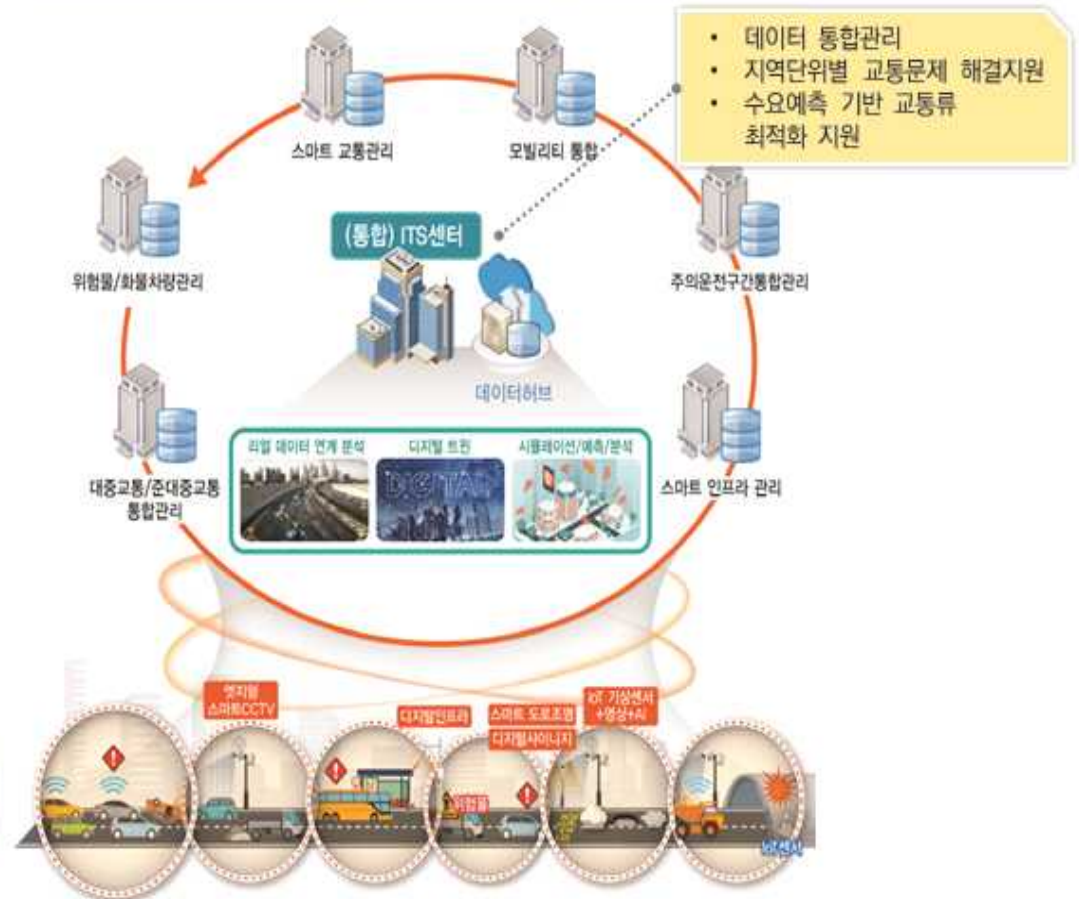 • 데이터 통합관리
• 지역단위별 교통문제 해결지원
• 수요예측 기반 교통류
최적화 지원
스마트 교통관리
모빌리티 통합
(통합) ITS센터
위험물/화물차량관리
주의운전구간통합관리
데이터허브
리얼 데이터 연계 분석
디지털 트윈
시뮬레이션/예측/분석
DIGITAL
대중교통/준대중교통
통합관리
스마트 인프라 관리
엣지형
스마트CCTV
디지털인프라
스마트 도로조명
디지털사이니지
IoT 기상센서
+영상+AI
위험물
IoT센서